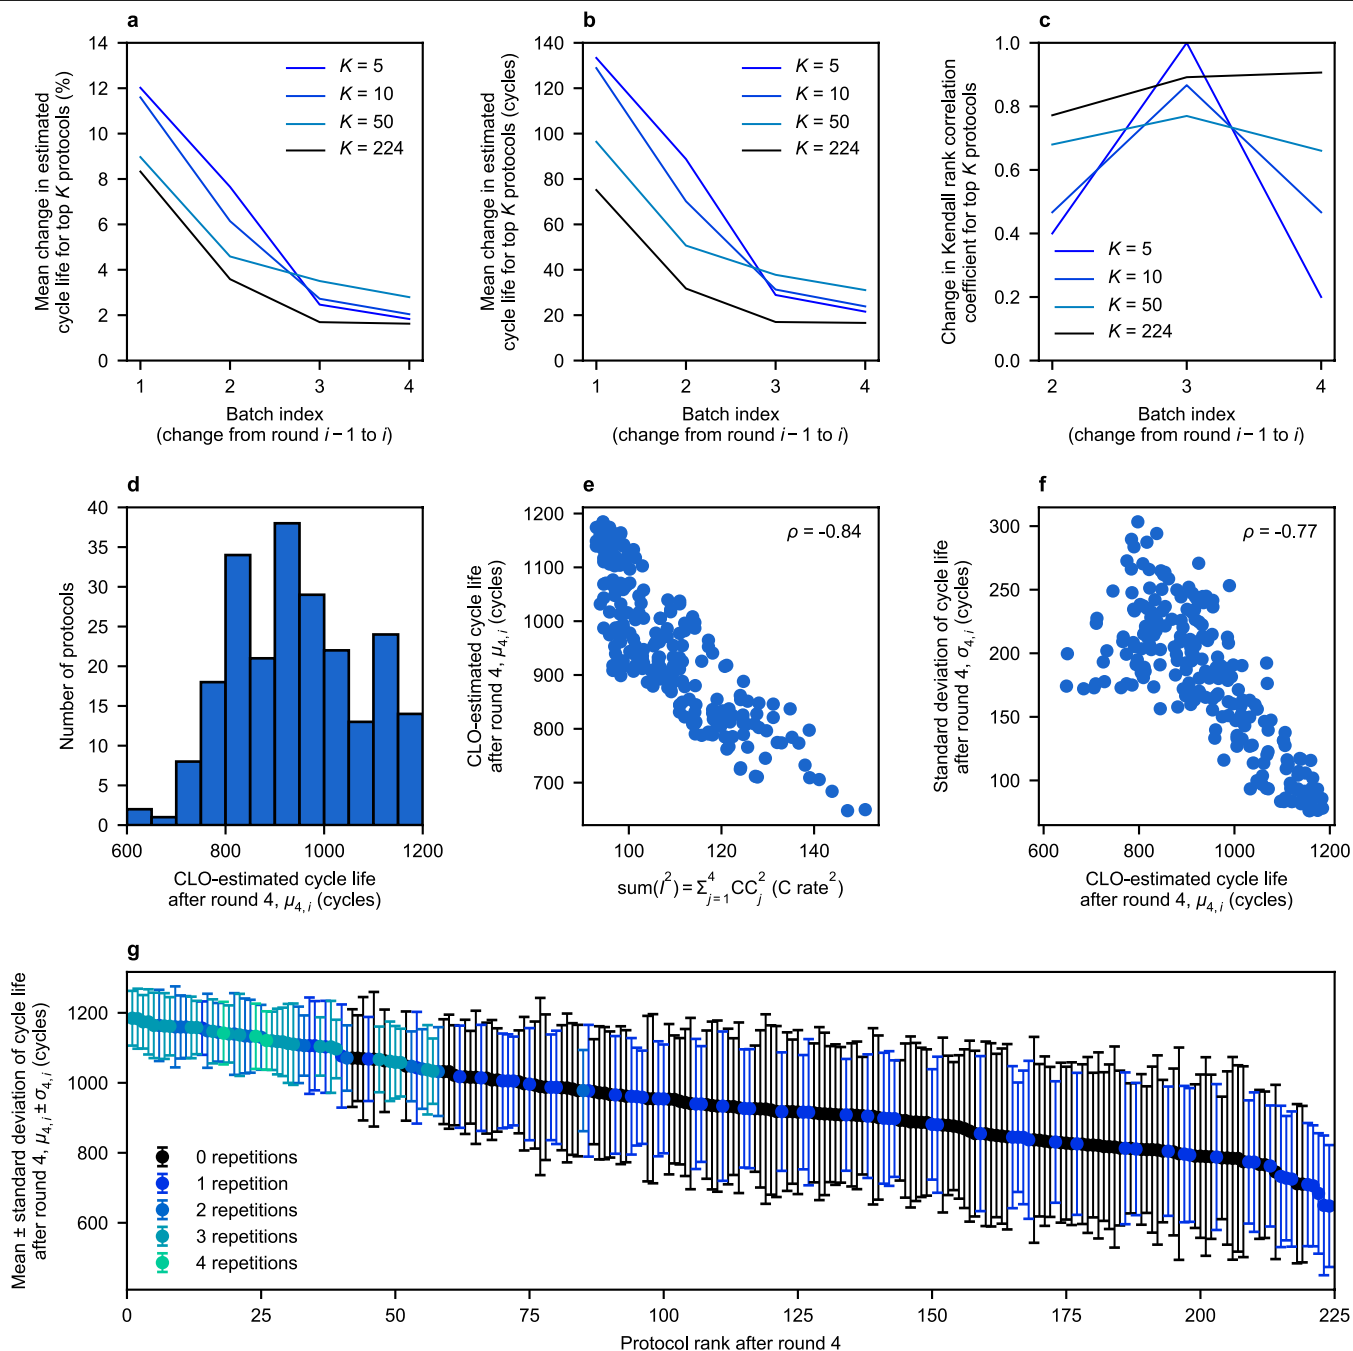 a
Mean change in estimated
cycle life for top K protocols (%)
14
12
10
8
6
4
2
0
K = 5
K = 10
K = 50
K = 224
1 2 3 4
Batch index
(change from round i – 1 to i)
b
Mean change in estimated
cycle life for top K protocols (cycles)
140
120
100
80
60
40
20
0
K = 5
K = 10
K = 50
K = 224
1 2 3 4
Batch index
(change from round i – 1 to i)
c
Change in Kendall rank correlation
coefficient for top K protocols
1.0
0.8
0.6
0.4
0.2
0.0
K = 5
K = 10
K = 50
K = 224
2 3 4
Batch index
(change from round i – 1 to i)
d
Number of protocols
40
35
30
25
20
15
10
5
0
600 800 1000 1200
CLO-estimated cycle life
after round 4, μ4, i (cycles)
e
CLO-estimated cycle life
after round 4, μ4, i (cycles)
1200
1100
1000
900
800
700
ρ = -0.84
100 120 140
sum(I²) = Σ⁴j = 1 CC²j (C rate²)
f
Standard deviation of cycle life
after round 4, σ4, i (cycles)
300
250
200
150
100
ρ = -0.77
600 800 1000 1200
CLO-estimated cycle life
after round 4, μ4, i (cycles)
g
Mean ± standard deviation of cycle life
after round 4, μ4, i ± σ4, i (cycles)
1200
1000
800
600
0 repetitions
1 repetition
2 repetitions
3 repetitions
4 repetitions
0 25 50 75 100 125 150 175 200 225
Protocol rank after round 4